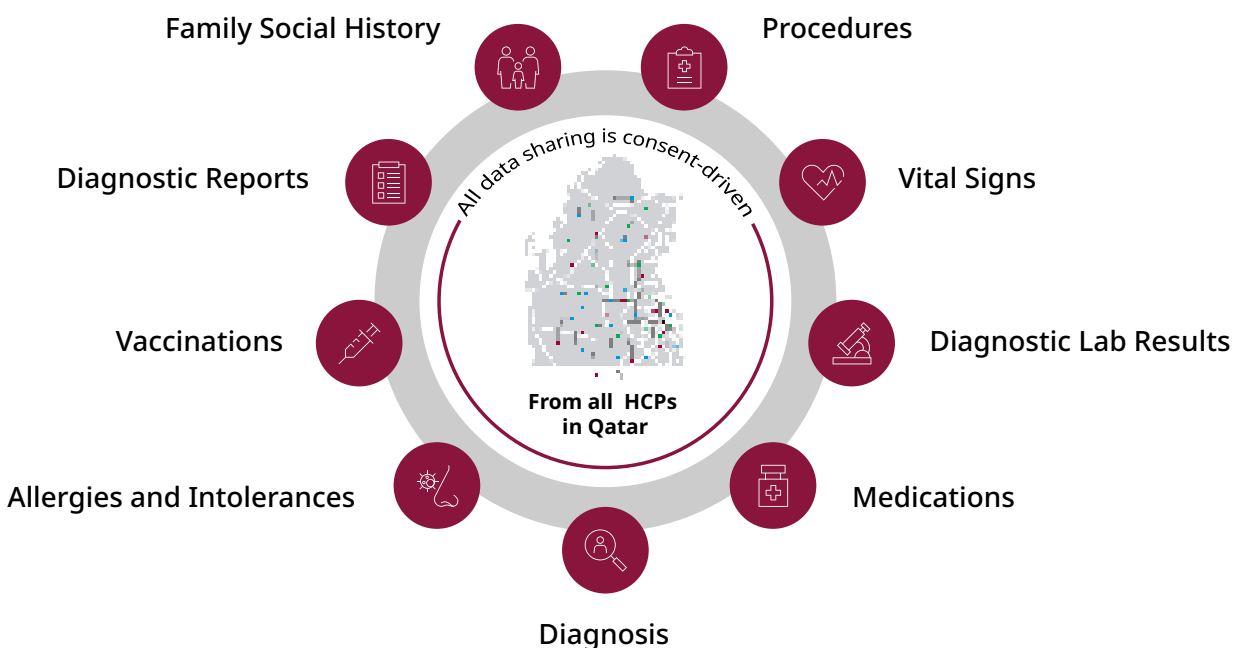 Family Social History
Procedures
Diagnostic Reports
Vital Signs
All data sharing is consent-driven
Vaccinations
Diagnostic Lab Results
From all HCPs
in Qatar
Allergies and Intolerances
Medications
Diagnosis